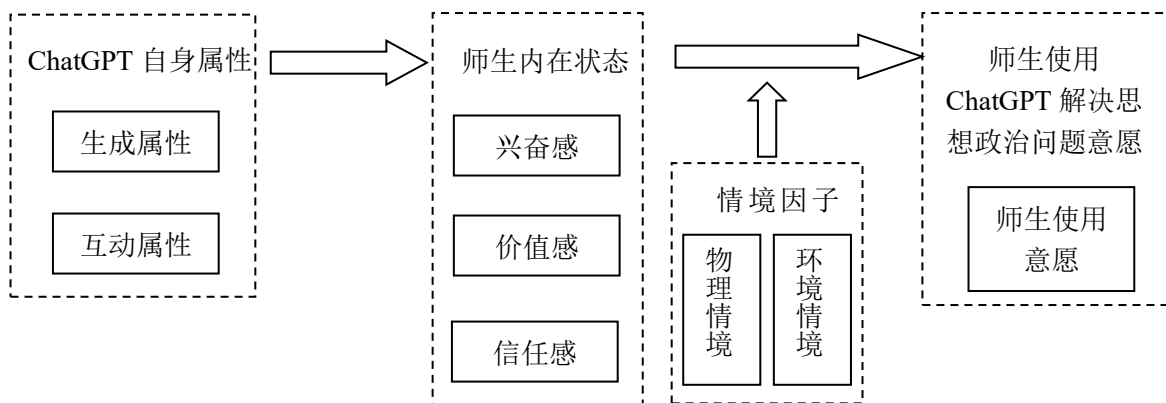 ChatGPT 自身属性
生成属性
互动属性
师生内在状态
兴奋感
价值感
信任感
情境因子
物理情境
环境情境
师生使用
ChatGPT 解决思
想政治问题意愿
师生使用
意愿